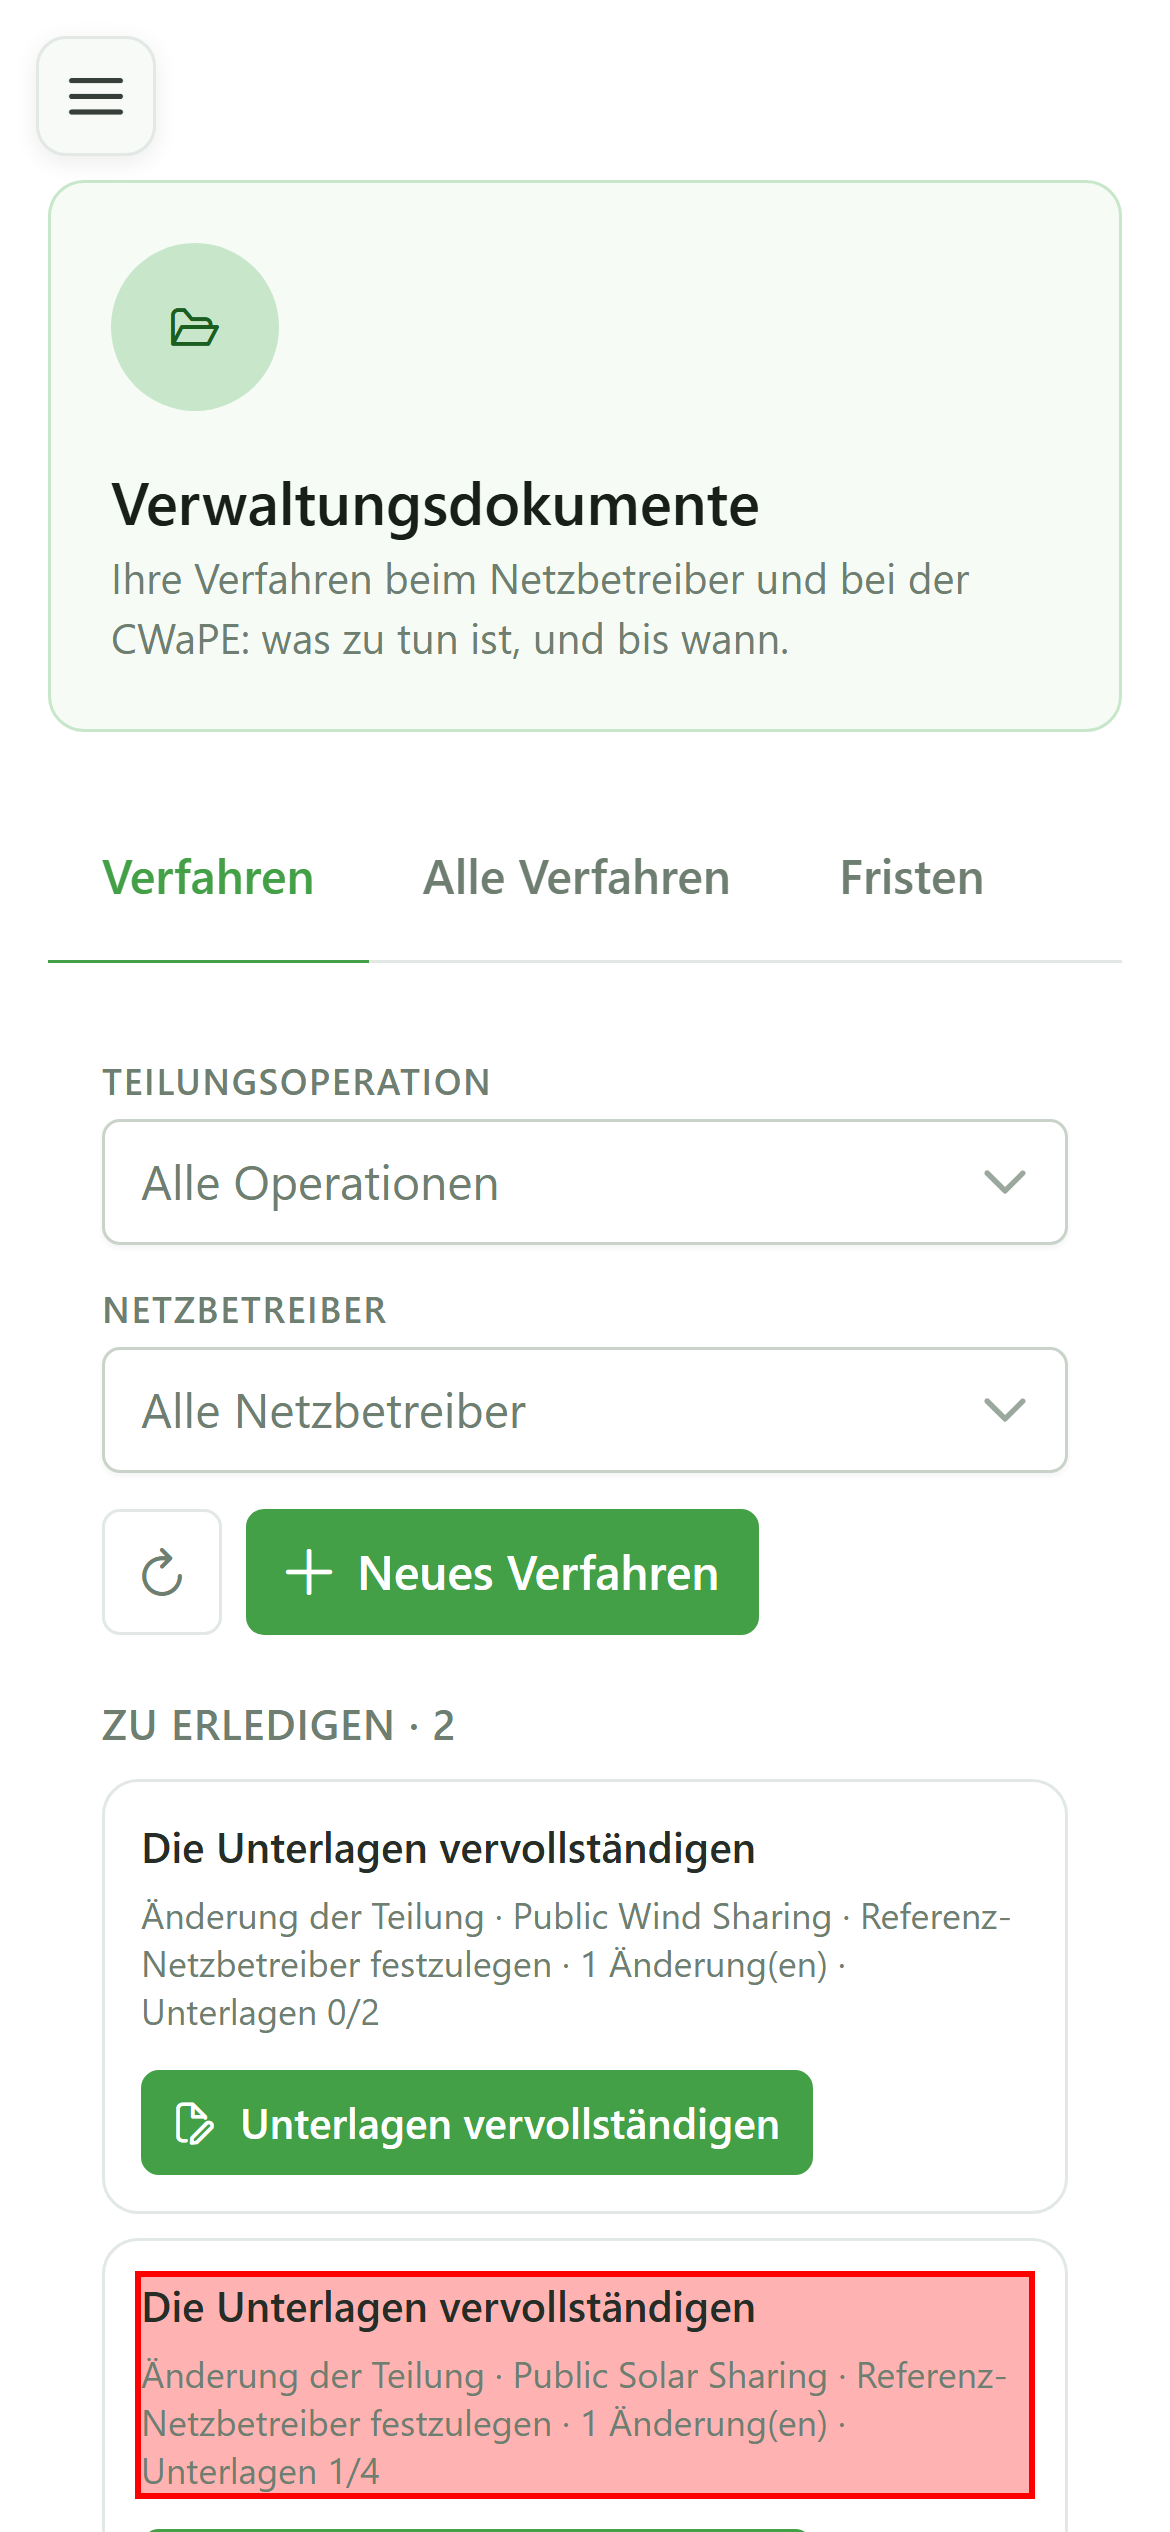 Verwaltungsdokumente
Ihre Verfahren beim Netzbetreiber und bei der
CWaPE: was zu tun ist, und bis wann.
Verfahren
Alle Verfahren
Fristen
TEILUNGSOPERATION
Alle Operationen
NETZBETREIBER
Alle Netzbetreiber
Neues Verfahren
ZU ERLEDIGEN · 2
Die Unterlagen vervollständigen
Änderung der Teilung · Public Wind Sharing · Referenz-
Netzbetreiber festzulegen · 1 Änderung(en) ·
Unterlagen 0/2
Unterlagen vervollständigen
Die Unterlagen vervollständigen
Änderung der Teilung · Public Solar Sharing · Referenz-
Netzbetreiber festzulegen · 1 Änderung(en) ·
Unterlagen 1/4